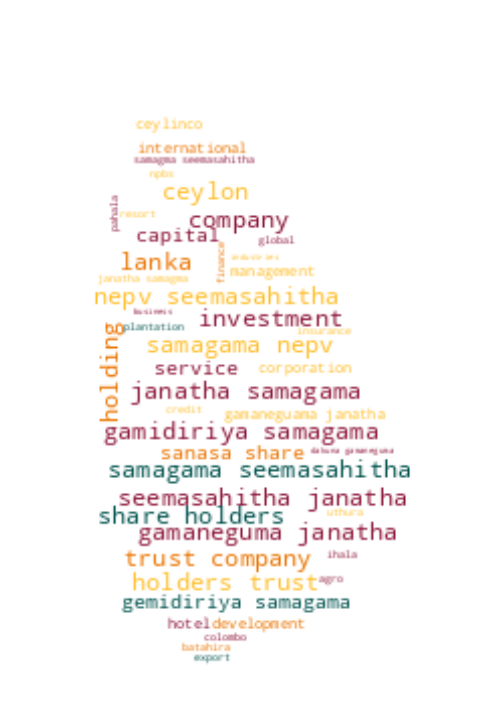 ceylinco
international
samagma seemasahitha
npbs
ceylon
pahala
resort
company
capital
global
lanka
finance
industries
management
janatha samagma
nepv seemasahitha
business
investment
plantation
insurance
holding
samagama nepv
service
corporation
janatha samagama
credit
gamaneguama janatha
gamidiriya samagama
sanasa share
dakuna gamaneguma
samagama seemasahitha
seemasahitha janatha
share holders
uthura
gamaneguma janatha
trust company
ihala
holders trust
agro
gemidiriya samagama
hotel
development
colombo
batahira
export